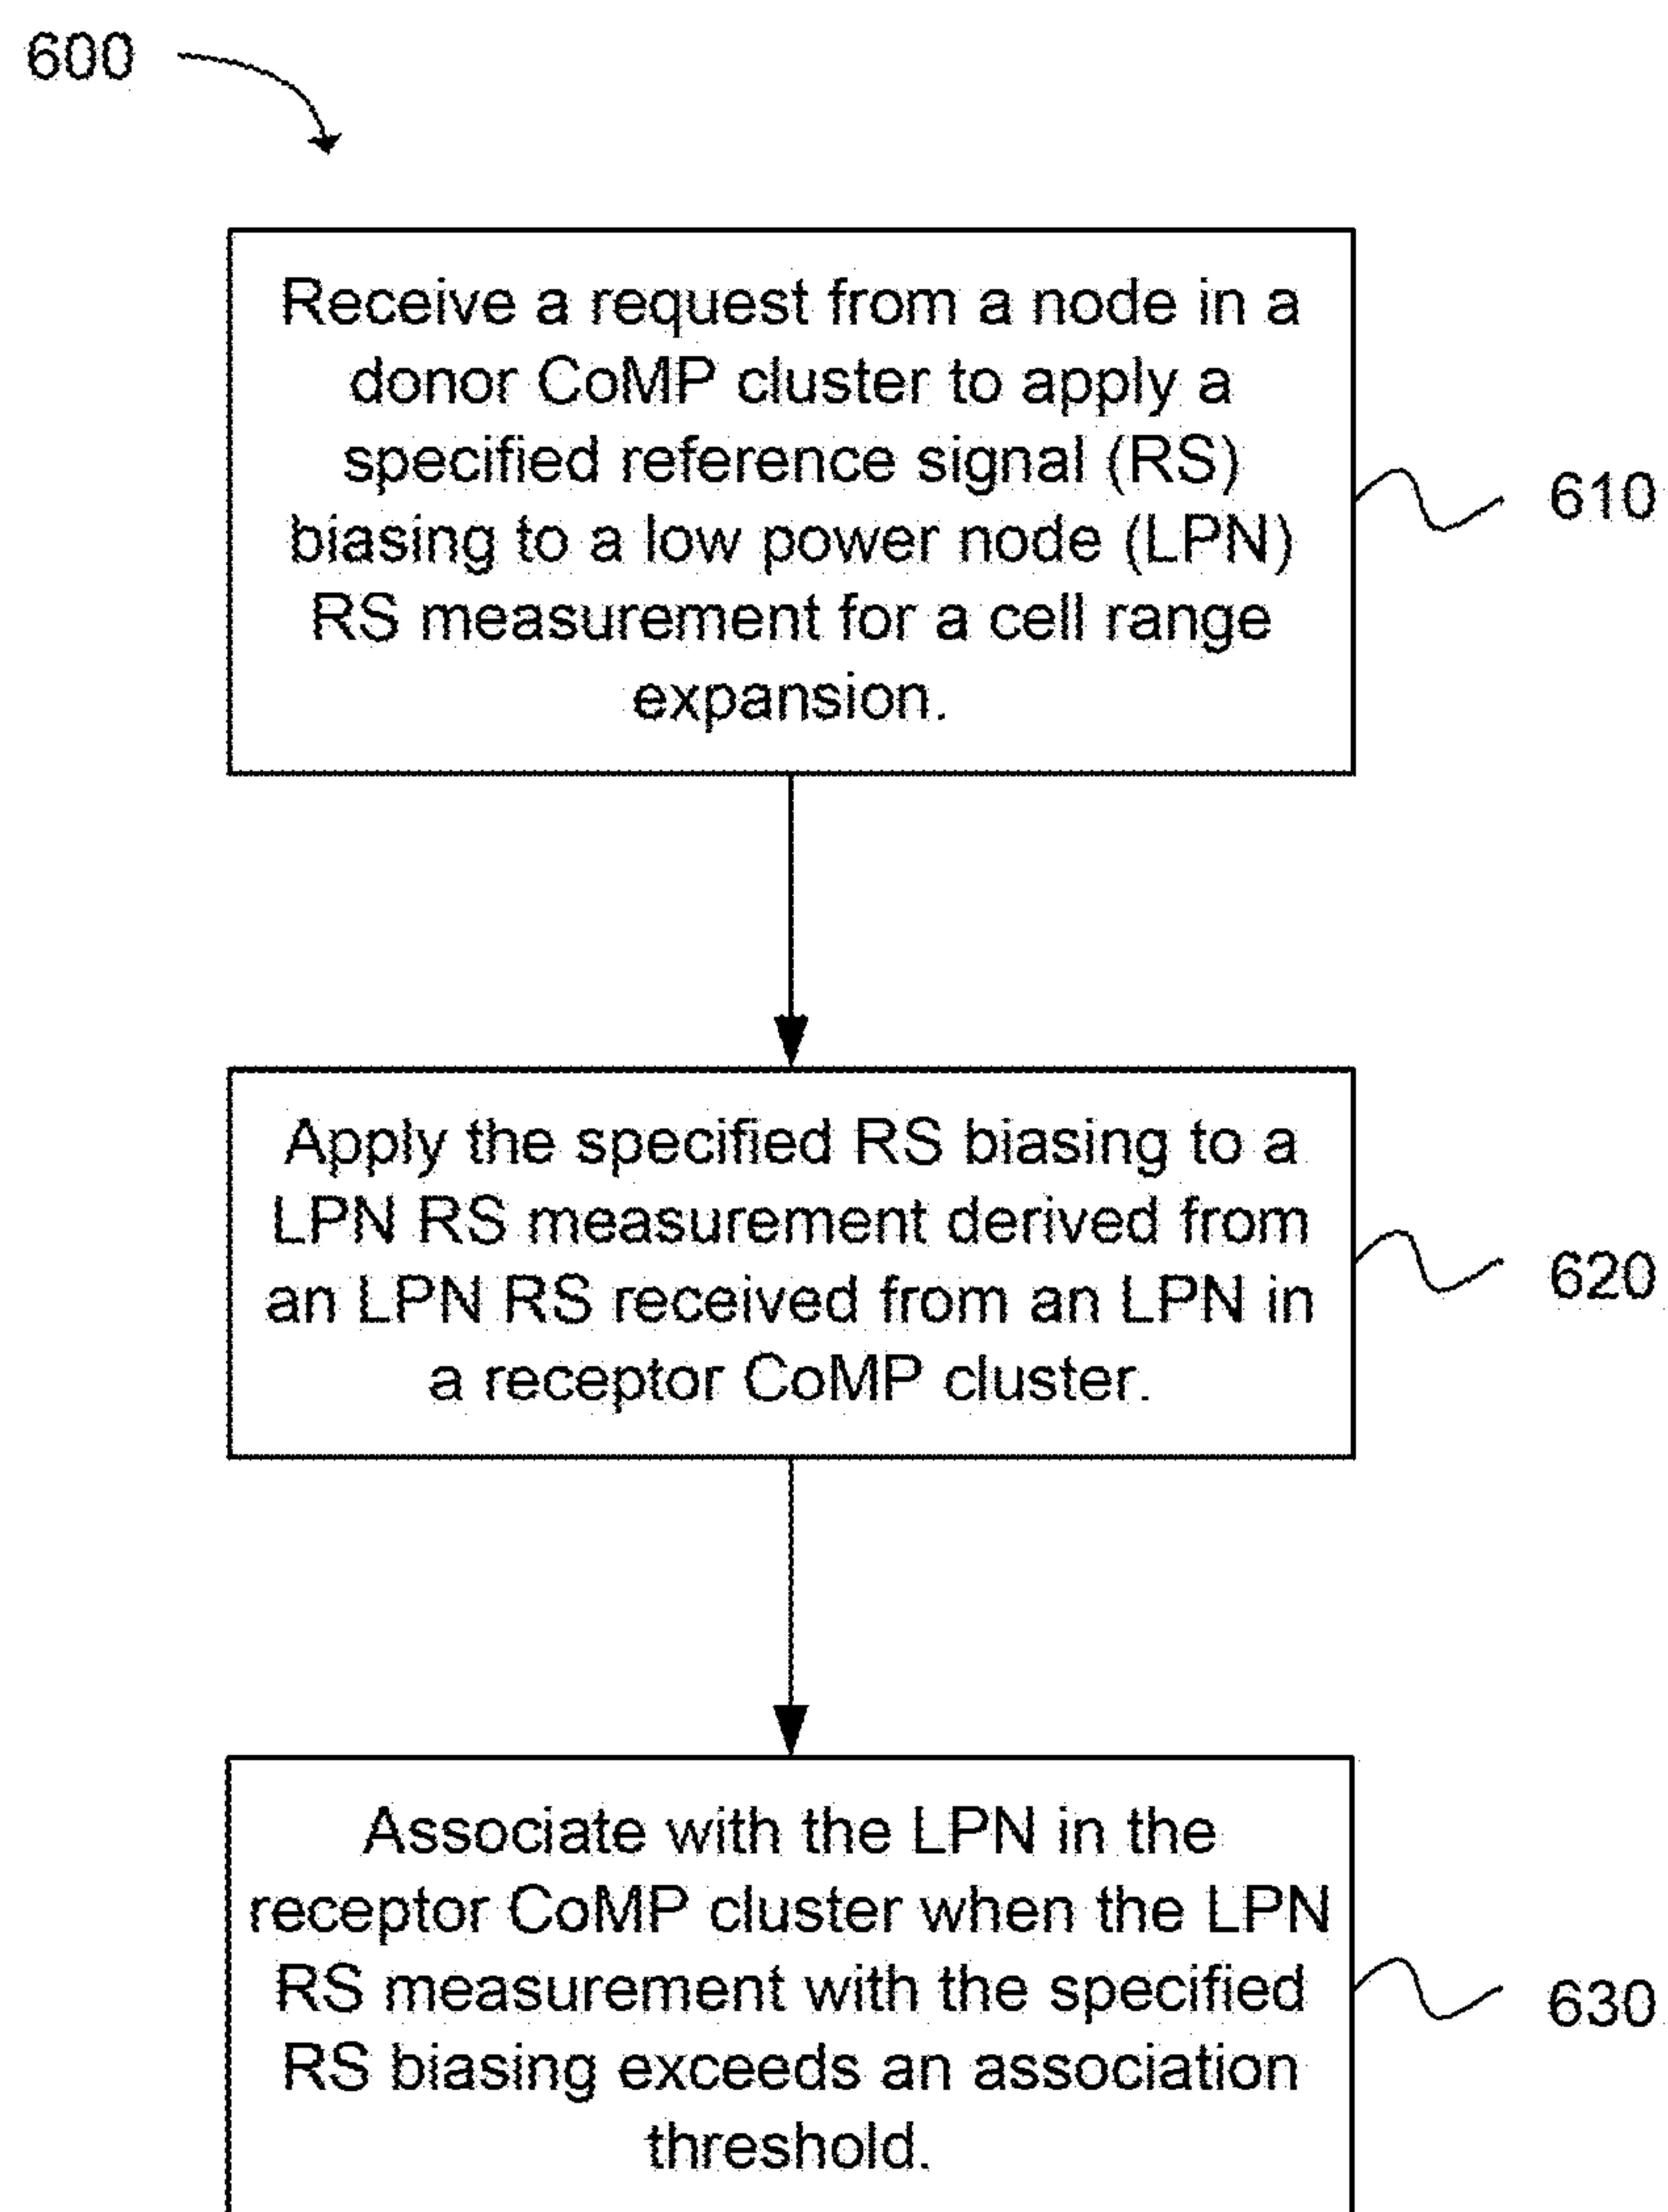 600
Receive a request from a node in a
donor CoMP cluster to apply a
specified reference signal (RS)
biasing to a low power node (LPN)
RS measurement for a cell range
expansion.
610
Apply the specified RS biasing to a
LPN RS measurement derived from
an LPN RS received from an LPN in
a receptor CoMP cluster.
620
Associate with the LPN in the
receptor CoMP cluster when the LPN
RS measurement with the specified
RS biasing exceeds an association
threshold.
630